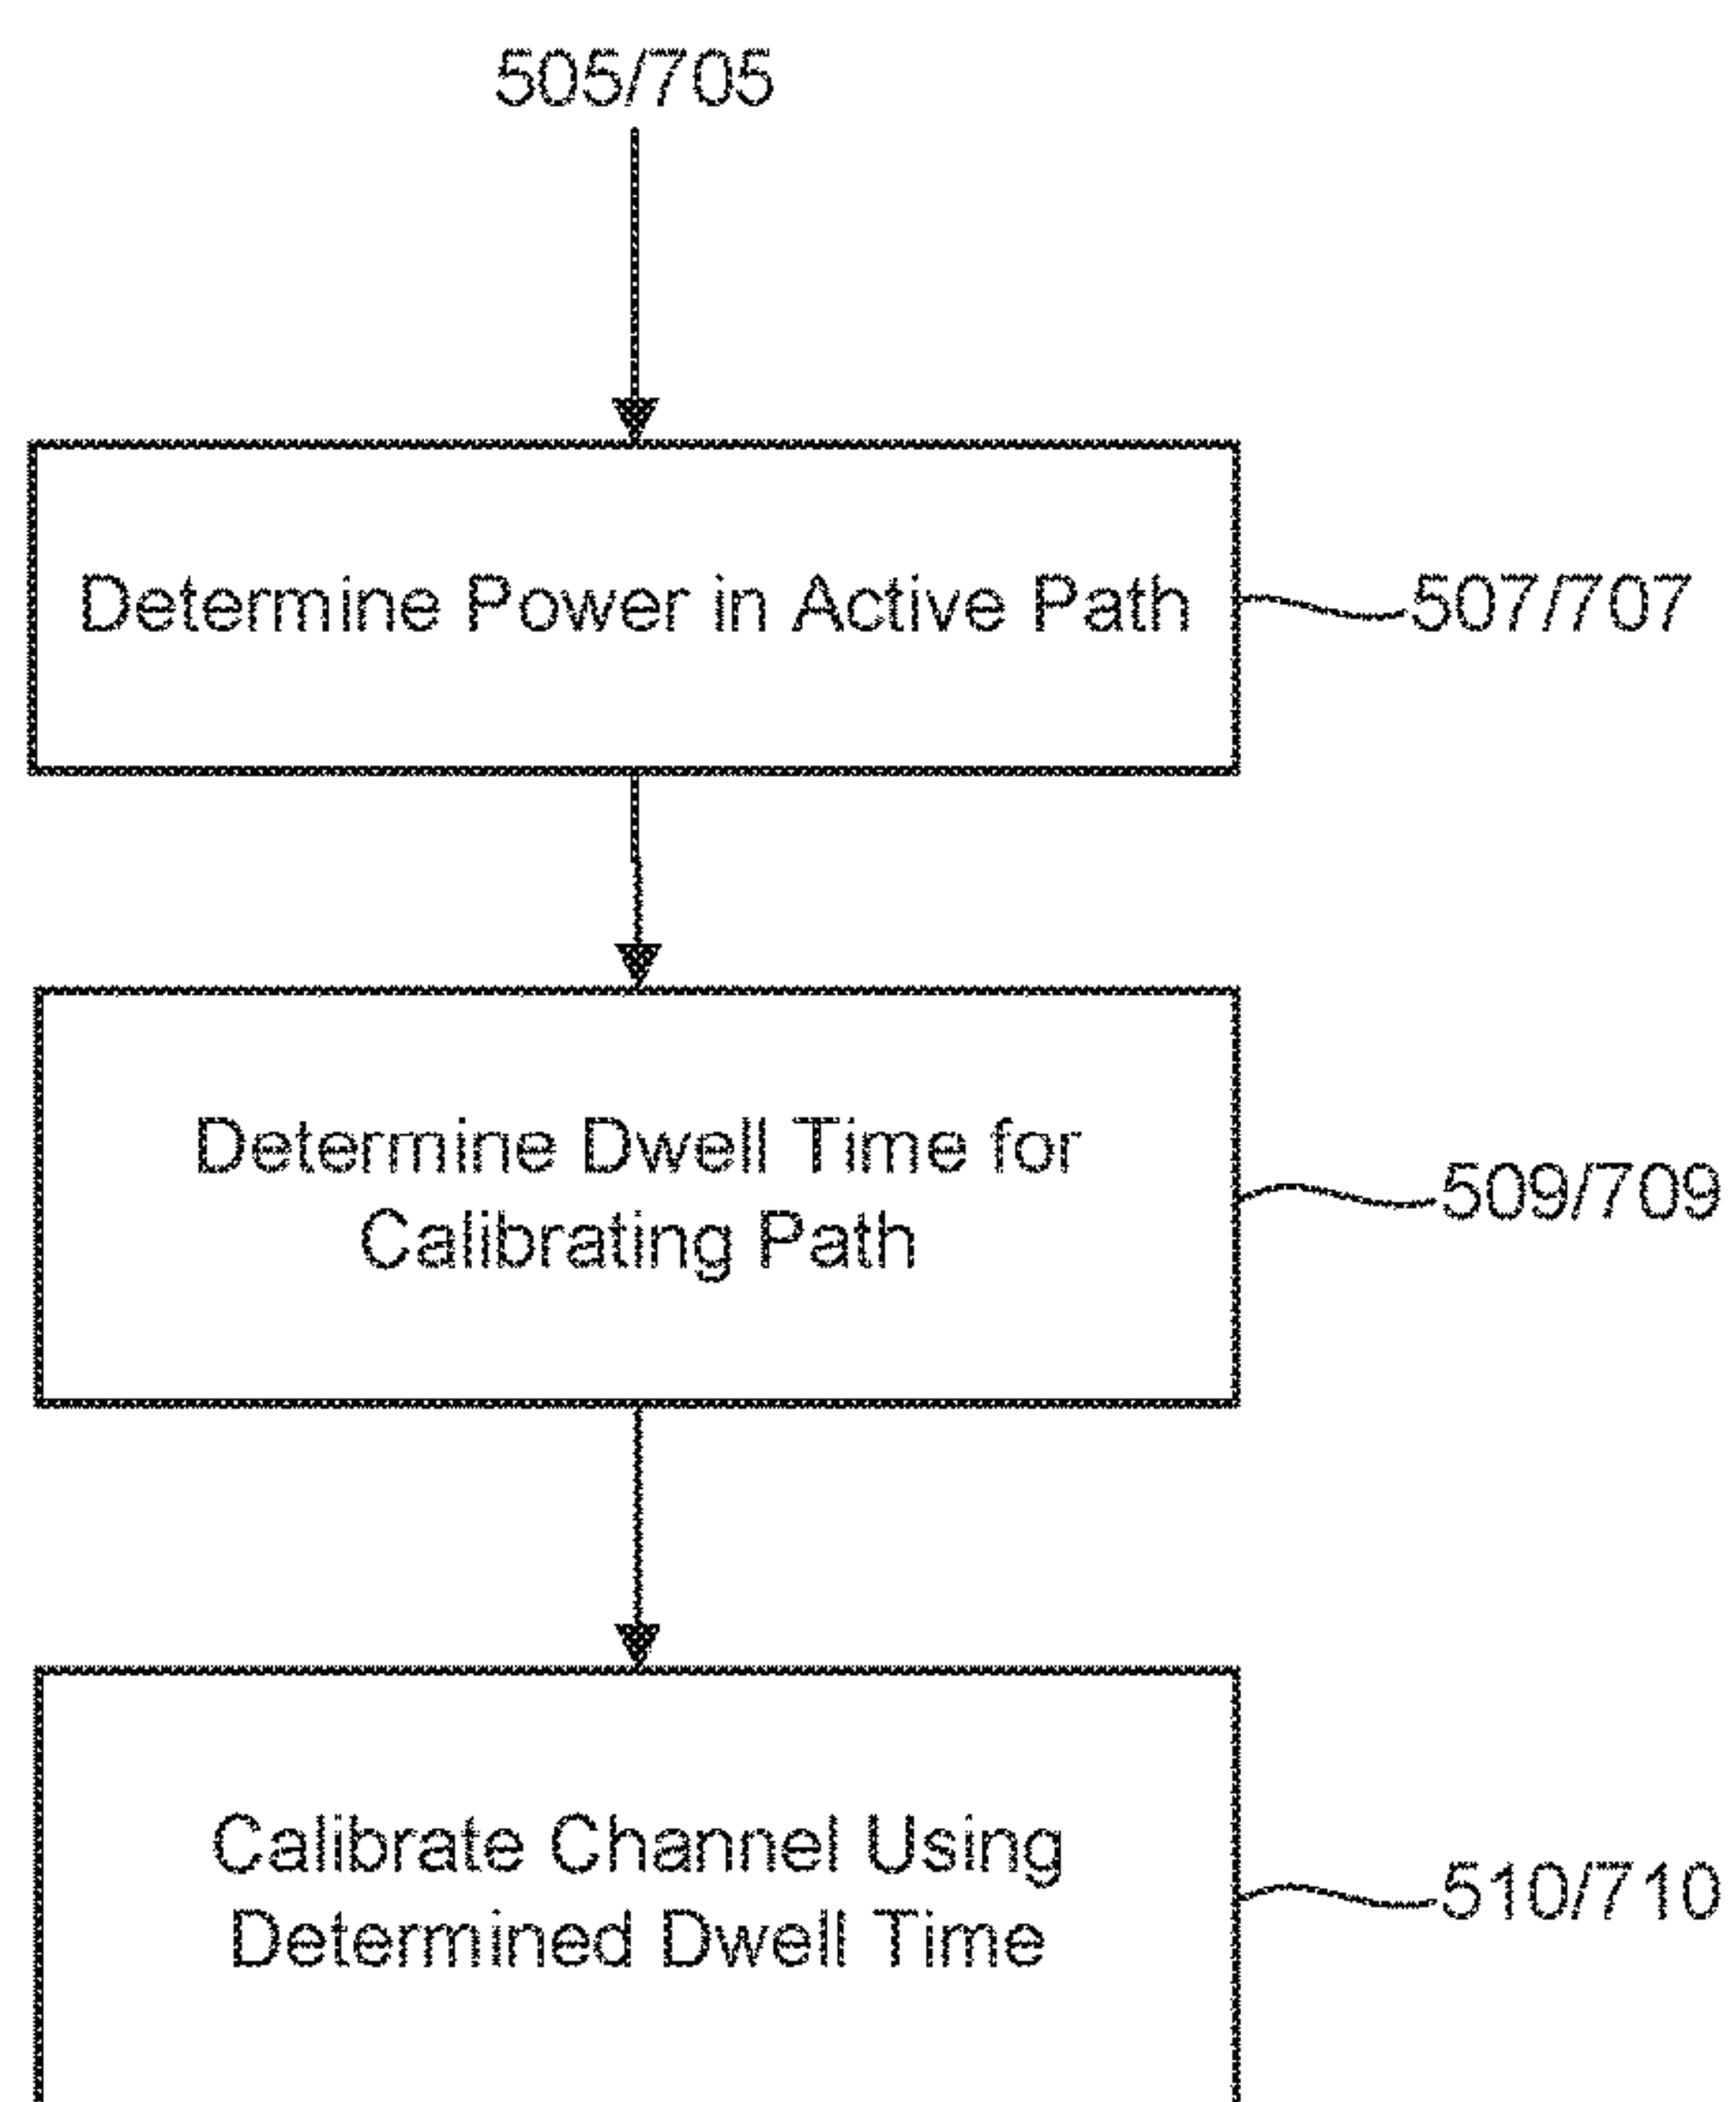 505/705
Determine Power in Active Path
507/707
Determine Dwell Time for
Calibrating Path
509/709
Calibrate Channel Using
Determined Dwell Time
510/710